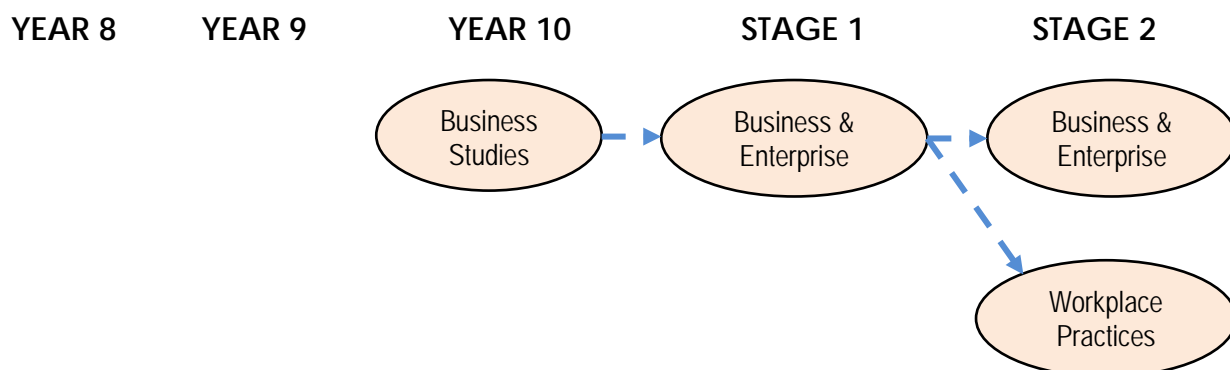 YEAR 8 YEAR 9 YEAR 10 STAGE 1 STAGE 2
Business
Studies
Business &
Enterprise
Business &
Enterprise
Workplace
Practices